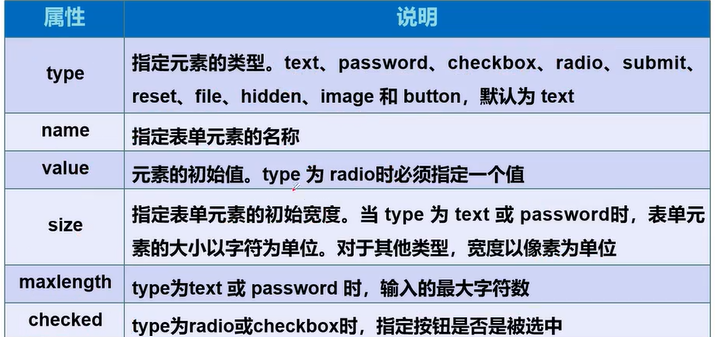 属性 说明
type 指定元素的类型。text、password、checkbox、radio、submit、
reset、file、hidden、image 和 button，默认为 text
name 指定表单元素的名称
value 元素的初始值。type 为 radio时必须指定一个值
size 指定表单元素的初始宽度。当 type 为 text 或 password时，表单元
素的大小以字符为单位。对于其他类型，宽度以像素为单位
maxlength type为text 或 password 时，输入的最大字符数
checked type为radio或checkbox时，指定按钮是否是被选中